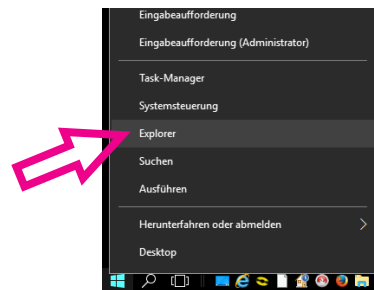 Eingabeaufforderung
Eingabeaufforderung (Administrator)
Task-Manager
Systemsteuerung
Explorer
Suchen
Ausführen
Herunterfahren oder abmelden
Desktop